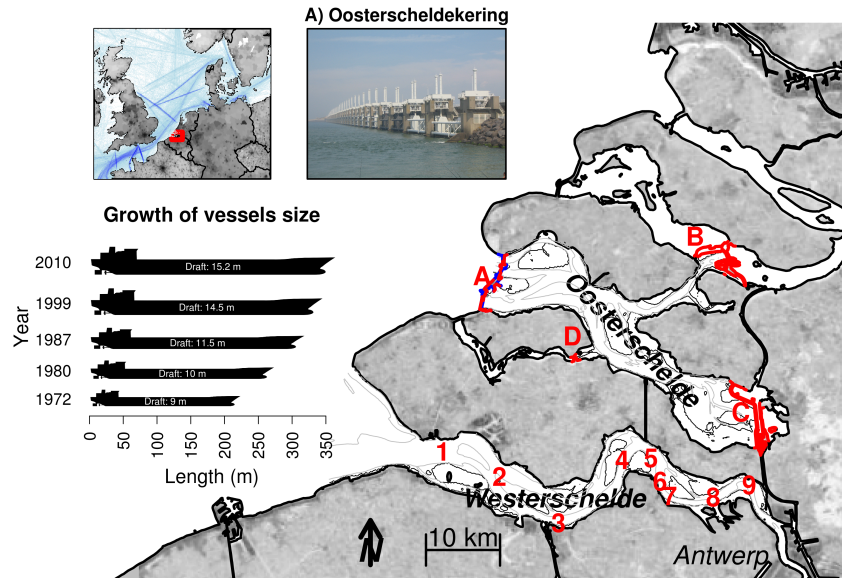 A) Oosterscheldekering
Growth of vessels size
Year
2010
Draft: 15.2 m
1999
Draft: 14.5 m
1987
Draft: 11.5 m
1980
Draft: 10 m
1972
Draft: 9 m
0 50 100 150 200 250 300 350
Length (m)
A
B
C
D
Oosterschelde
1
2
3
4
5
6
7
8
9
Westerschelde
10 km
N
Antwerp